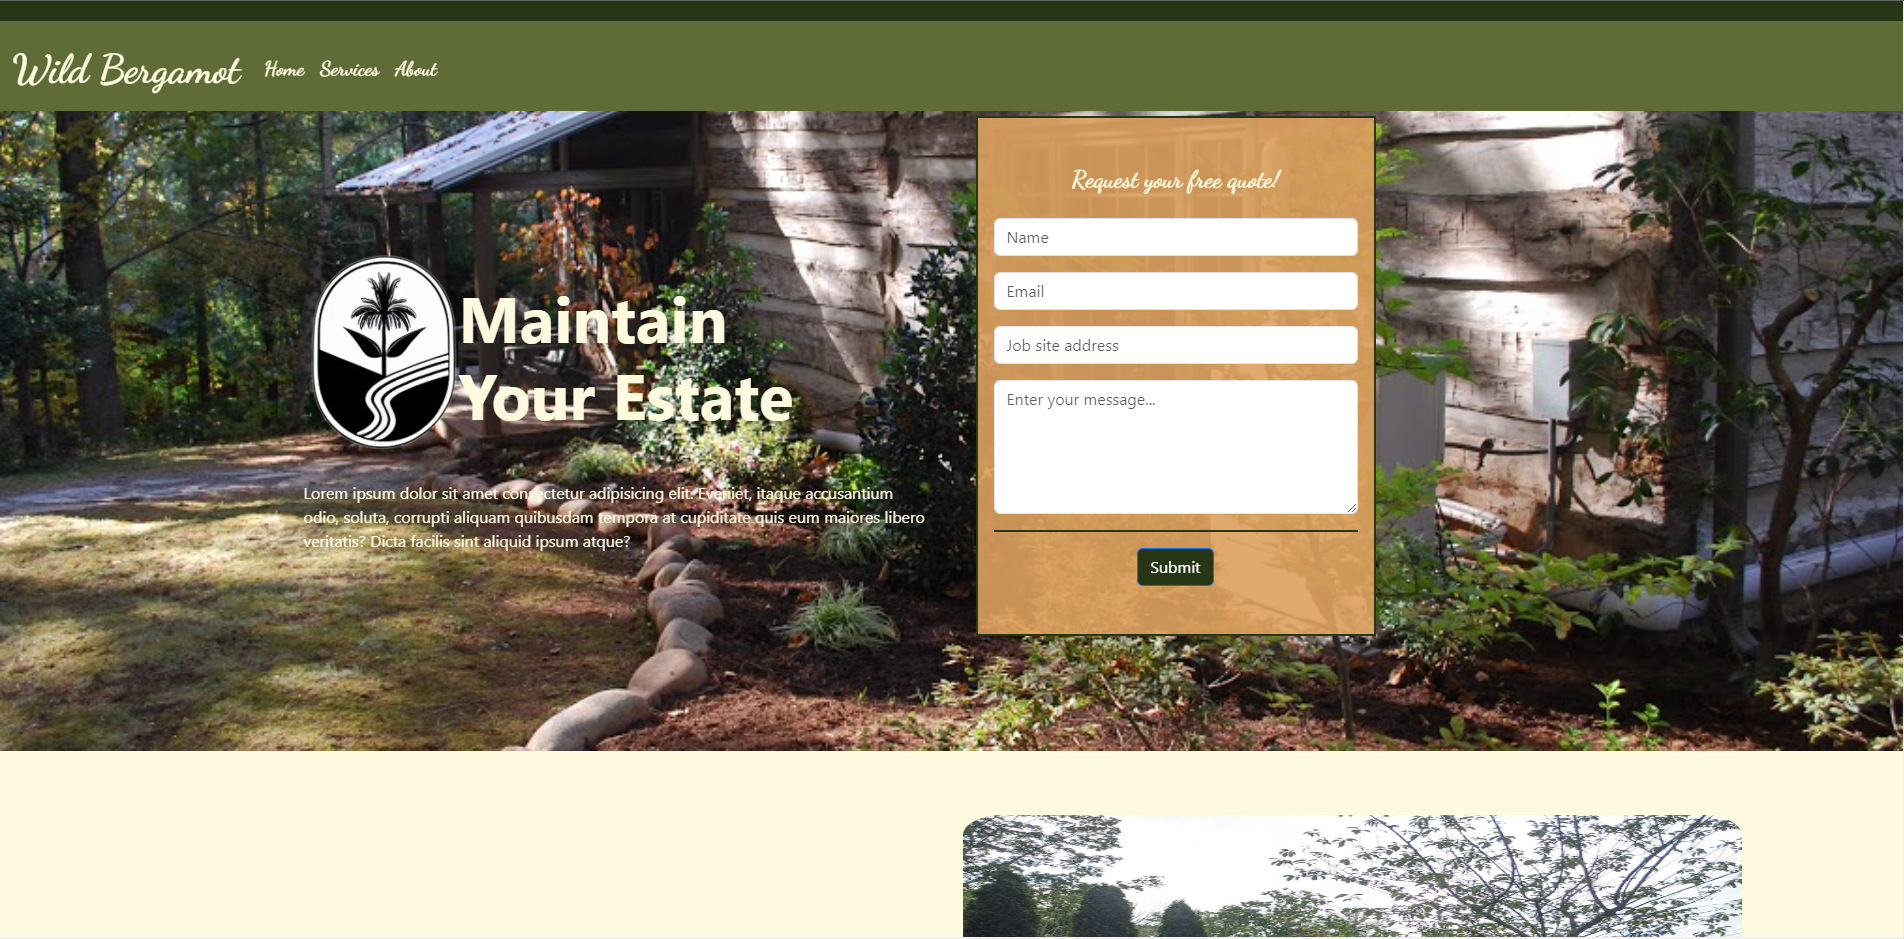 Wild Bergamot
Home Services About
Maintain
Your Estate
Lorem ipsum dolor sit amet consectetur adipisicing elit. Eveniet, itaque accusantium
odio, soluta, corrupti aliquam quibusdam tempora at cupiditate quis eum maiores libero
veritatis? Dicta facilis sint aliquid ipsum atque?
Request your free quote!
Name
Email
Job site address
Enter your message...
Submit